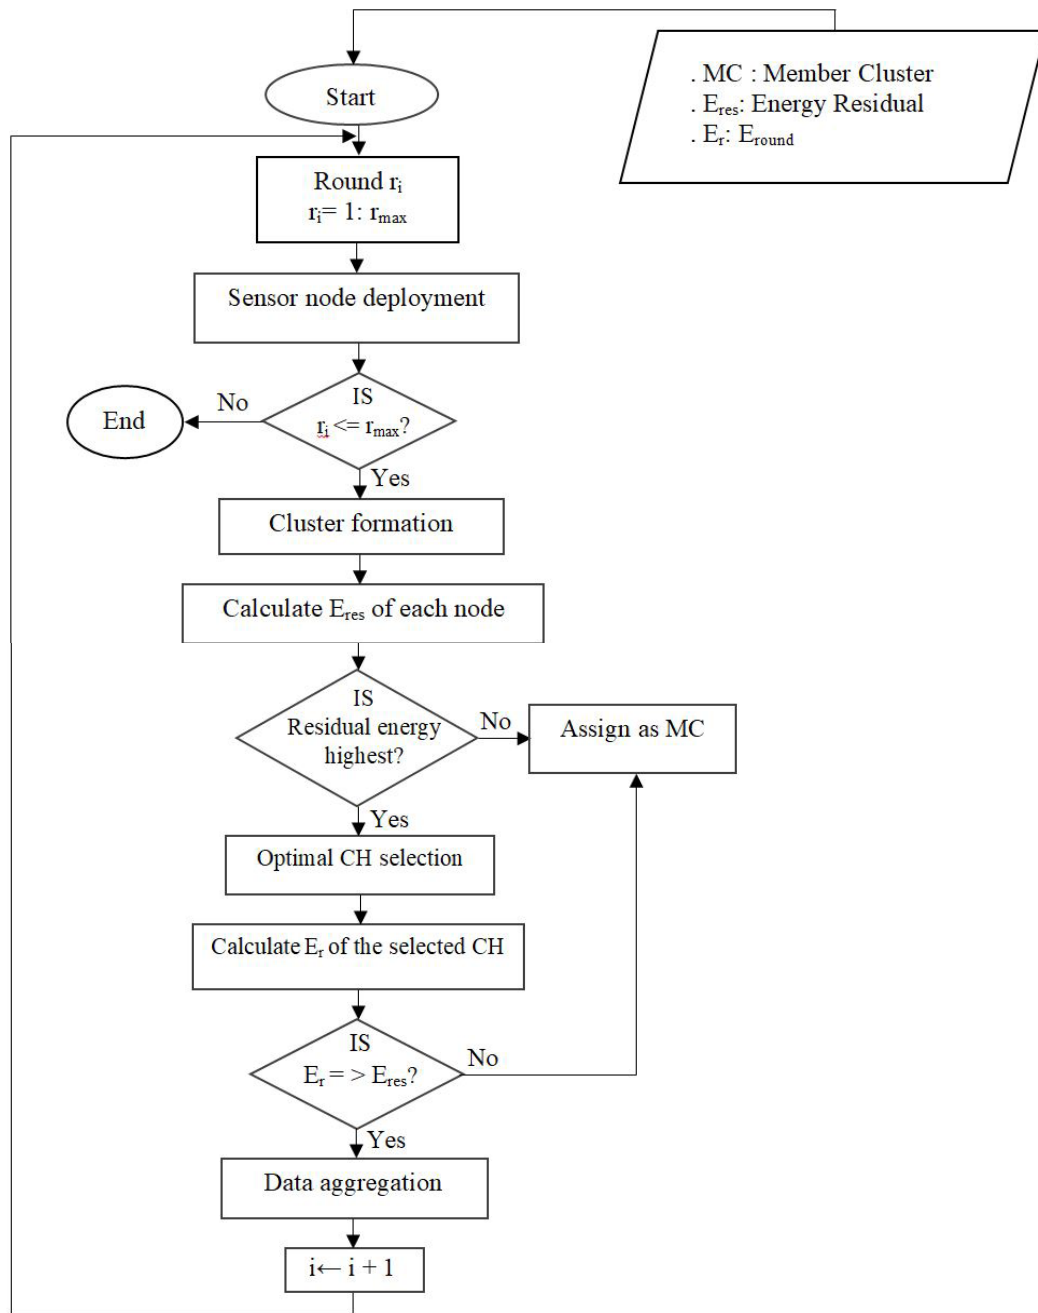 Start
. MC : Member Cluster
. Eres: Energy Residual
. Er: Eround
Round ri
ri= 1: rmax
Sensor node deployment
IS
ri <= rmax?
No
End
Yes
Cluster formation
Calculate Eres of each node
IS
Residual energy
highest?
No
Assign as MC
Yes
Optimal CH selection
Calculate Er of the selected CH
IS
Er = > Eres?
No
Yes
Data aggregation
i← i + 1